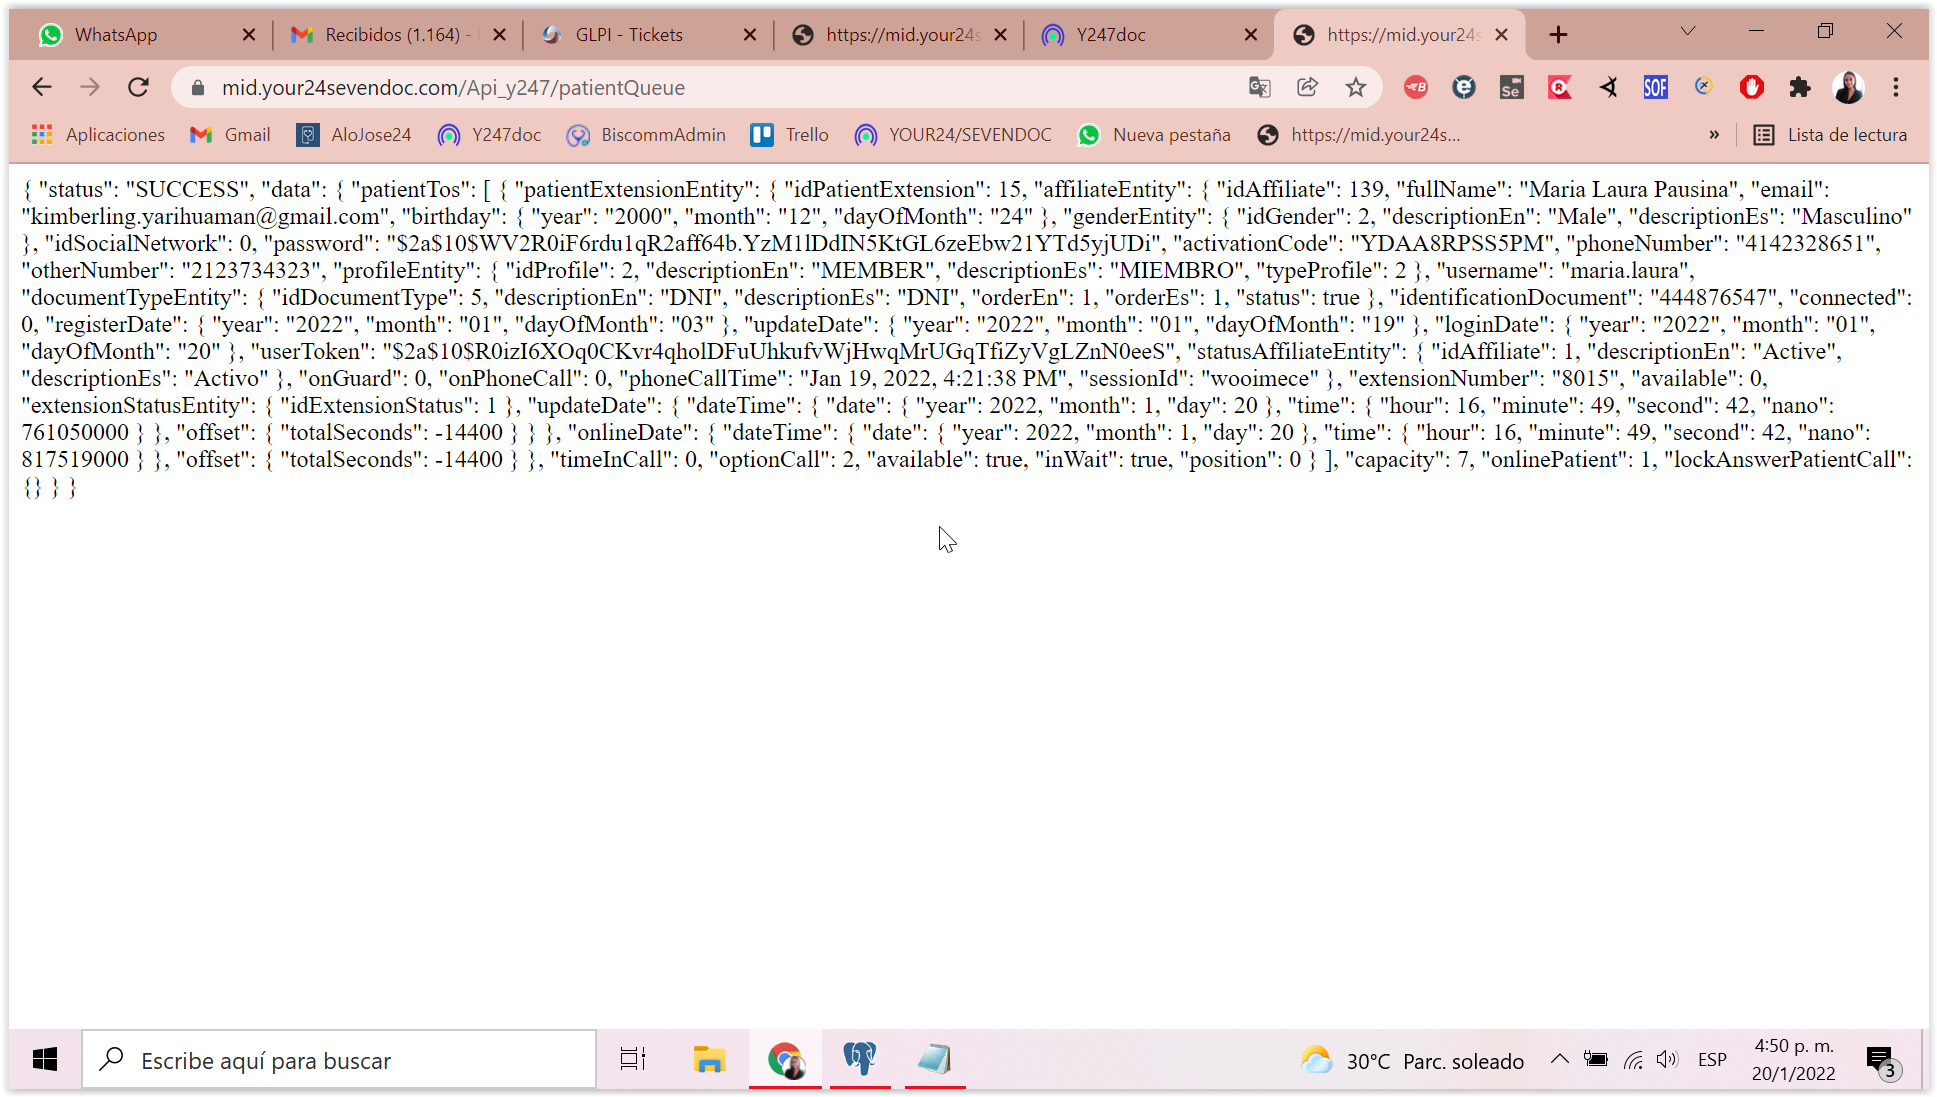 WhatsApp
Recibidos (1.164) -
GLPI - Tickets
https://mid.your24s
Y247doc
https://mid.your24s
mid.your24sevendoc.com/Api_y247/patientQueue
Aplicaciones
Gmail
AloJose24
Y247doc
BiscommAdmin
Trello
YOUR24/SEVENDOC
Nueva pestaña
https://mid.your24s...
»
Lista de lectura
{ "status": "SUCCESS", "data": { "patientTos": [ { "patientExtensionEntity": { "idPatientExtension": 15, "affiliateEntity": { "idAffiliate": 139, "fullName": "Maria Laura Pausina", "email":
"kimberling.yarihuaman@gmail.com", "birthday": { "year": "2000", "month": "12", "dayOfMonth": "24" }, "genderEntity": { "idGender": 2, "descriptionEn": "Male", "descriptionEs": "Masculino"
}, "idSocialNetwork": 0, "password": "$2a$10$WV2R0iF6rdu1qR2aff64b.YzM1lDdIN5KtGL6zeEbw21YTd5yjUDi", "activationCode": "YDAA8RPSS5PM", "phoneNumber": "4142328651",
"otherNumber": "2123734323", "profileEntity": { "idProfile": 2, "descriptionEn": "MEMBER", "descriptionEs": "MIEMBRO", "typeProfile": 2 }, "username": "maria.laura",
"documentTypeEntity": { "idDocumentType": 5, "descriptionEn": "DNI", "descriptionEs": "DNI", "orderEn": 1, "orderEs": 1, "status": true }, "identificationDocument": "444876547", "connected":
0, "registerDate": { "year": "2022", "month": "01", "dayOfMonth": "03" }, "updateDate": { "year": "2022", "month": "01", "dayOfMonth": "19" }, "loginDate": { "year": "2022", "month": "01",
"dayOfMonth": "20" }, "userToken": "$2a$10$R0izI6XOq0CKvr4qholDFuUhkufvWjHwqMrUGqTfiZyVgLZnN0eeS", "statusAffiliateEntity": { "idAffiliate": 1, "descriptionEn": "Active",
"descriptionEs": "Activo" }, "onGuard": 0, "onPhoneCall": 0, "phoneCallTime": "Jan 19, 2022, 4:21:38 PM", "sessionId": "wooimece" }, "extensionNumber": "8015", "available": 0,
"extensionStatusEntity": { "idExtensionStatus": 1 }, "updateDate": { "dateTime": { "date": { "year": 2022, "month": 1, "day": 20 }, "time": { "hour": 16, "minute": 49, "second": 42, "nano":
761050000 } }, "offset": { "totalSeconds": -14400 } } }, "onlineDate": { "dateTime": { "date": { "year": 2022, "month": 1, "day": 20 }, "time": { "hour": 16, "minute": 49, "second": 42, "nano":
817519000 } }, "offset": { "totalSeconds": -14400 } }, "timeInCall": 0, "optionCall": 2, "available": true, "inWait": true, "position": 0 } ], "capacity": 7, "onlinePatient": 1, "lockAnswerPatientCall":
{} } }
Escribe aquí para buscar
30°C Parc. soleado
ESP
4:50 p. m.
20/1/2022
3